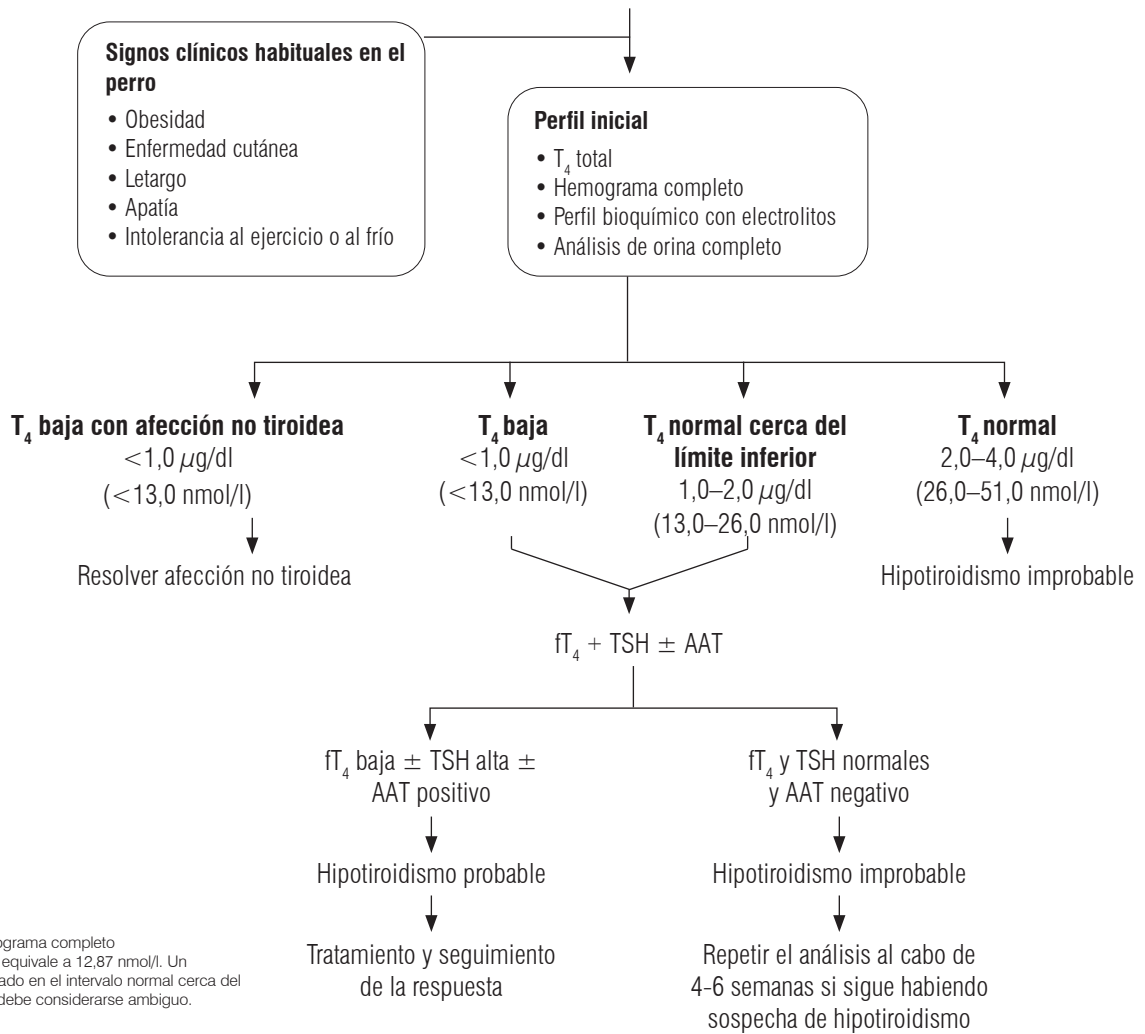 Signos clínicos habituales en el
perro
• Obesidad
• Enfermedad cutánea
• Letargo
• Apatía
• Intolerancia al ejercicio o al frío
Perfil inicial
• T₄ total
• Hemograma completo
• Perfil bioquímico con electrolitos
• Análisis de orina completo
T₄ baja con afección no tiroidea
<1,0 µg/dl
(<13,0 nmol/l)
Resolver afección no tiroidea
T₄ baja
<1,0 µg/dl
(<13,0 nmol/l)
T₄ normal cerca del
límite inferior
1,0–2,0 µg/dl
(13,0–26,0 nmol/l)
T₄ normal
2,0–4,0 µg/dl
(26,0–51,0 nmol/l)
Hipotiroidismo improbable
fT₄ + TSH ± AAT
fT₄ baja ± TSH alta ±
AAT positivo
Hipotiroidismo probable
Tratamiento y seguimiento
de la respuesta
fT₄ y TSH normales
y AAT negativo
Hipotiroidismo improbable
Repetir el análisis al cabo de
4-6 semanas si sigue habiendo
sospecha de hipotiroidismo
completo
equivale a 12,87 nmol/l. Un
en el intervalo normal cerca del
debe considerarse ambiguo.